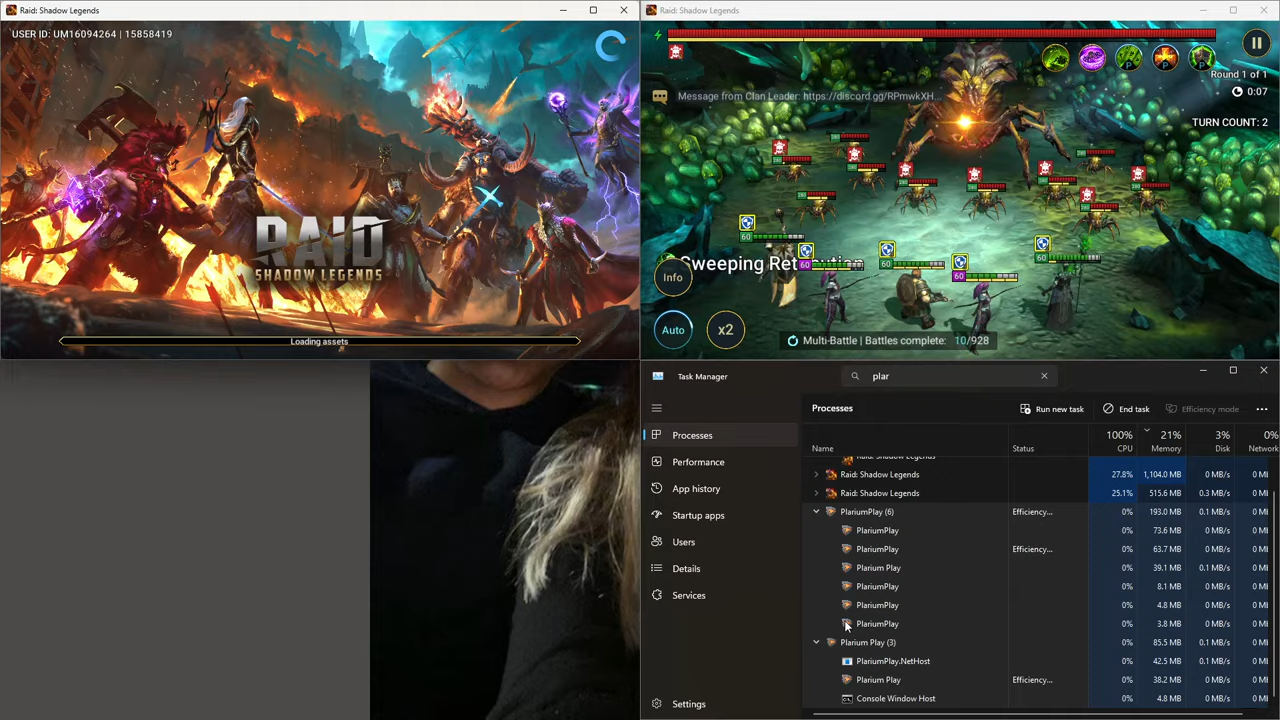 Raid: Shadow Legends
USER ID: UM16094264 | 15858419
RAID
SHADOW LEGENDS
Loading assets
Raid: Shadow Legends
Message from Clan Leader: https://discord.gg/RPmwkXH...
Round 1 of 1
0:07
TURN COUNT: 2
60
60
60
60
60
Info
Auto
x2
Multi-Battle | Battles complete: 10/928
Task Manager
plar
Processes
Run new task
End task
Efficiency mode
Processes
Performance
App history
Startup apps
Users
Details
Services
Settings
100% 21% 3% 0%
Name Status CPU Memory Disk Network
Raid: Shadow Legends
Raid: Shadow Legends 27.8% 1,104.0 MB 0 MB/s 0 M
Raid: Shadow Legends 25.1% 515.6 MB 0.3 MB/s 0 M
PlariumPlay (6) Efficiency... 0% 193.0 MB 0.1 MB/s 0 M
PlariumPlay 0% 73.6 MB 0 MB/s 0 M
PlariumPlay Efficiency... 0% 63.7 MB 0 MB/s 0 M
Plarium Play 0% 39.1 MB 0.1 MB/s 0 M
PlariumPlay 0% 8.1 MB 0 MB/s 0 M
PlariumPlay 0% 4.8 MB 0 MB/s 0 M
PlariumPlay 0% 3.8 MB 0 MB/s 0 M
Plarium Play (3) 0% 85.5 MB 0.1 MB/s 0 M
PlariumPlay.NetHost 0% 42.5 MB 0.1 MB/s 0 M
Plarium Play Efficiency... 0% 38.2 MB 0 MB/s 0 M
Console Window Host 0% 4.8 MB 0 MB/s 0 M